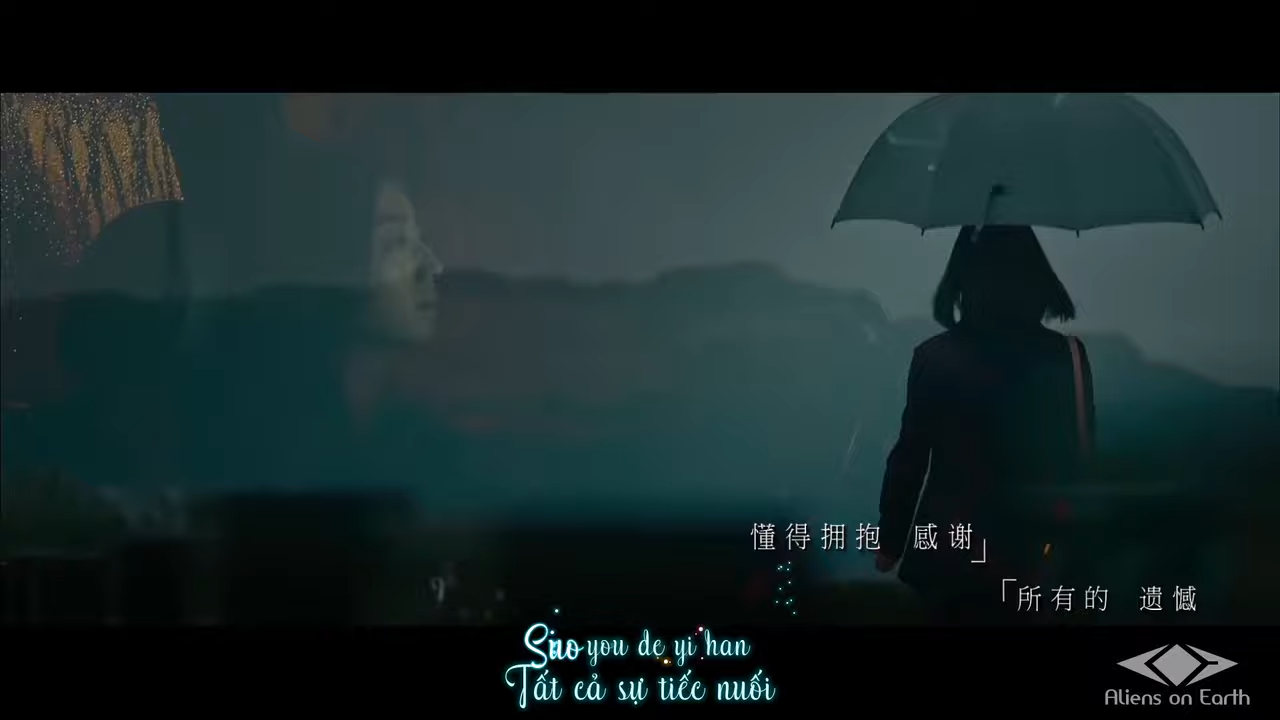 懂得拥抱 感谢」
「所有的 遗憾
Suo you de yi han
Tất cả sự tiếc nuối
Aliens on Earth